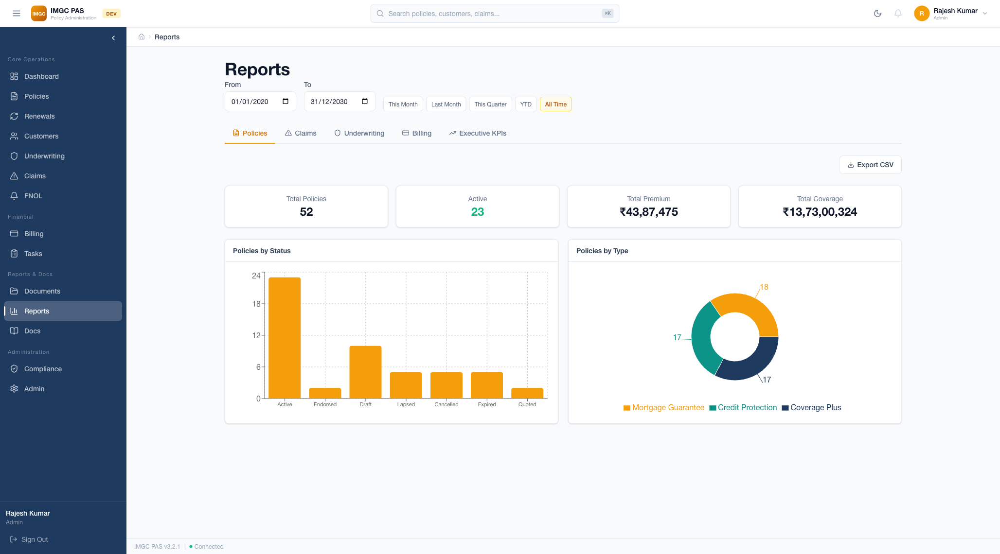 IMGC
IMGC PAS
Policy Administration
DEV
Search policies, customers, claims...
⌘K
R
Rajesh Kumar
Admin
Core Operations
Dashboard
Policies
Renewals
Customers
Underwriting
Claims
FNOL
Financial
Billing
Tasks
Reports & Docs
Documents
Reports
Docs
Administration
Compliance
Admin
Rajesh Kumar
Admin
Sign Out
Reports
Reports
From
To
01/01/2020
31/12/2030
This Month
Last Month
This Quarter
YTD
All Time
Policies
Claims
Underwriting
Billing
Executive KPIs
Export CSV
Total Policies
52
Active
23
Total Premium
₹43,87,475
Total Coverage
₹13,73,00,324
Policies by Status
24
18
12
6
0
Active
Endorsed
Draft
Lapsed
Cancelled
Expired
Quoted
Policies by Type
18
17
17
Mortgage Guarantee
Credit Protection
Coverage Plus
IMGC PAS v3.2.1 | Connected